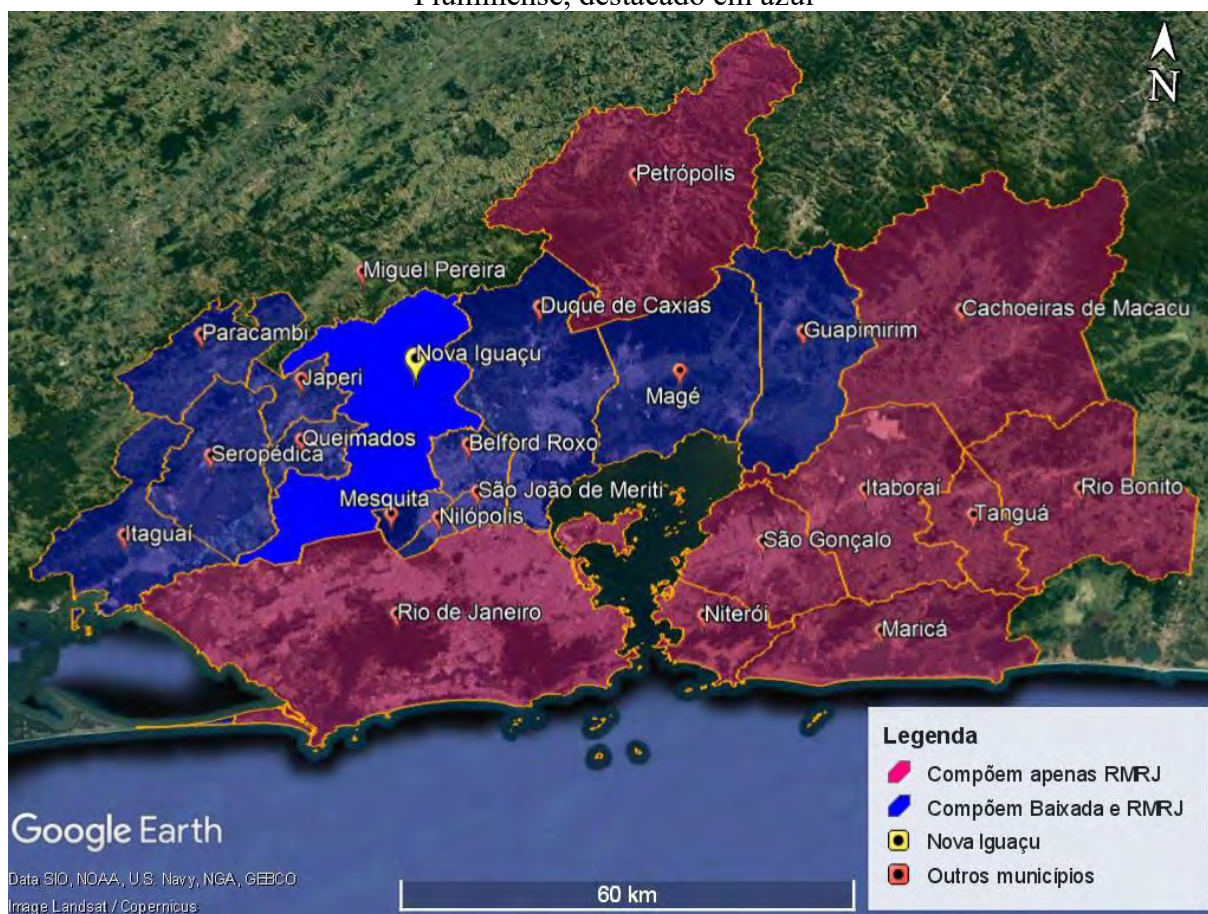 Fluminense, destacado em azul
N
Petrópolis
Miguel Pereira
Duque de Caxias
Cachoeiras de Macacu
Paracambi
Guapimirim
Nova Iguaçu
Japeri
Magé
Queimados
Belford Roxo
Seropédica
São João de Meriti
Itaboraí
Rio Bonito
Mesquita
Nilópolis
Tanguá
Itaguaí
São Gonçalo
Rio de Janeiro
Niterói
Maricá
Legenda
Compõem apenas RMRJ
Compõem Baixada e RMRJ
Nova Iguaçu
Outros municípios
Google Earth
Data SIO, NOAA, U.S. Navy, NGA, GEBCO
Image Landsat / Copernicus
60 km